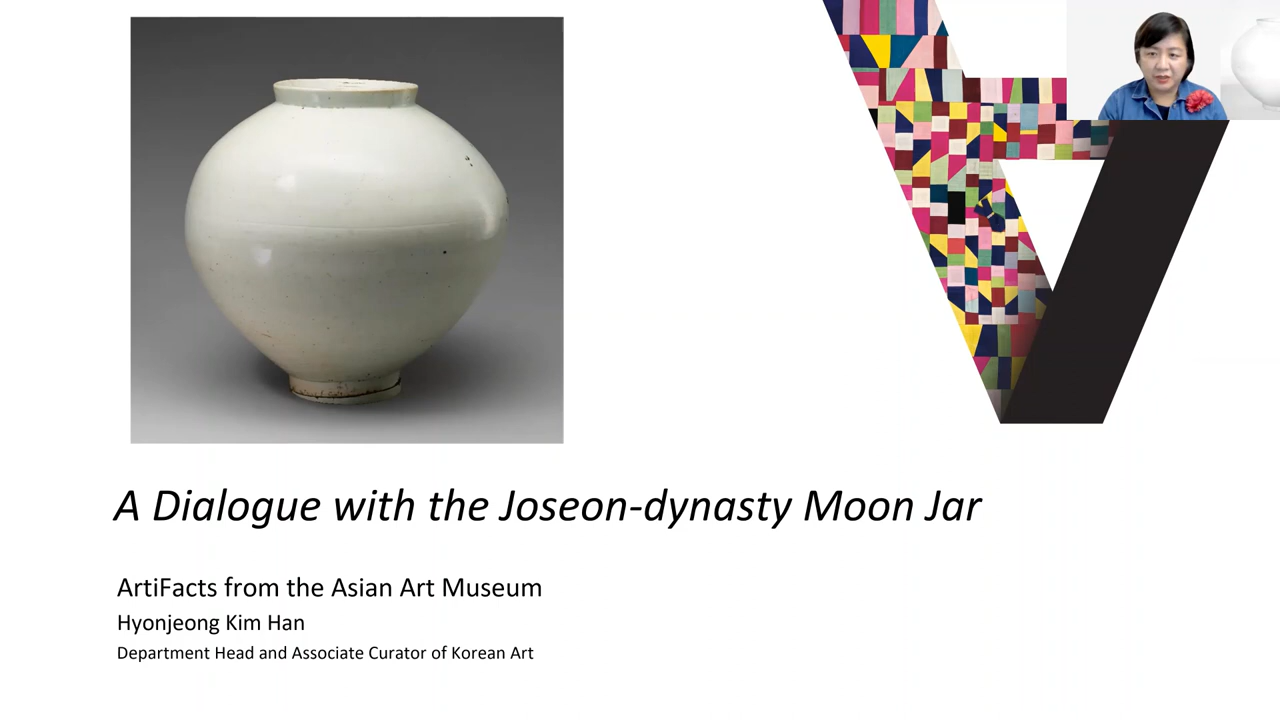 A Dialogue with the Joseon-dynasty Moon Jar
ArtiFacts from the Asian Art Museum
Hyonjeong Kim Han
Department Head and Associate Curator of Korean Art